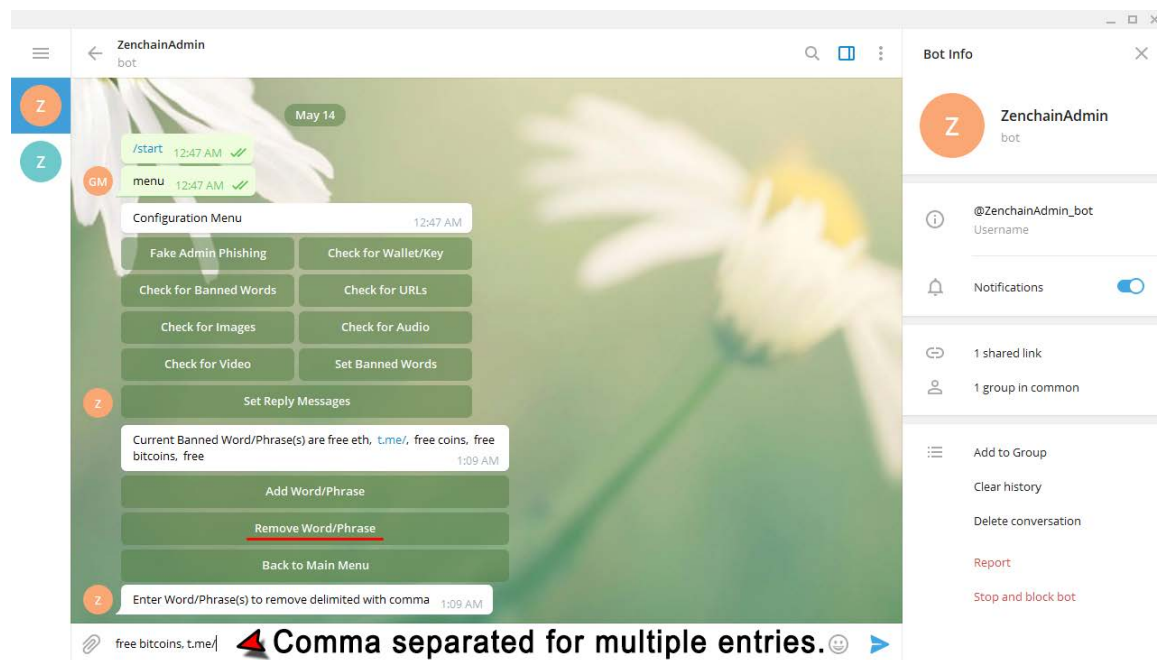 ZenchainAdmin
bot
Z
Z
May 14
/start 12:47 AM
GM
menu 12:47 AM
Configuration Menu 12:47 AM
Fake Admin Phishing
Check for Wallet/Key
Check for Banned Words
Check for URLs
Check for Images
Check for Audio
Check for Video
Set Banned Words
Set Reply Messages
Z
Current Banned Word/Phrase(s) are free eth, t.me/, free coins, free
bitcoins, free
1:09 AM
Add Word/Phrase
Remove Word/Phrase
Back to Main Menu
Z
Enter Word/Phrase(s) to remove delimited with comma 1:09 AM
free bitcoins, t.me/
Comma separated for multiple entries.
Bot Info
Z
ZenchainAdmin
bot
@ZenchainAdmin_bot
Username
Notifications
1 shared link
1 group in common
Add to Group
Clear history
Delete conversation
Report
Stop and block bot